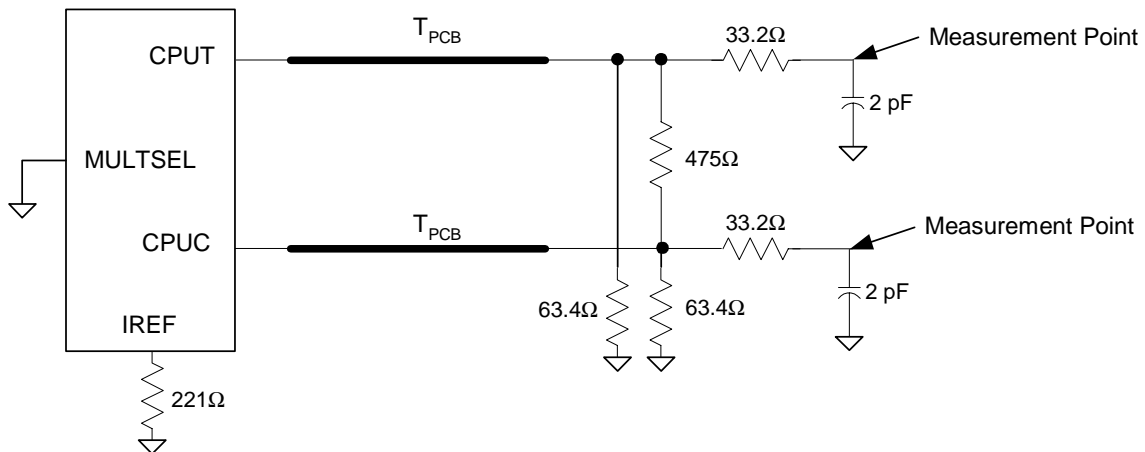 T_PCB
33.2Ω
Measurement Point
CPUT
2 pF
MULTSEL
475Ω
T_PCB
33.2Ω
Measurement Point
CPUC
2 pF
63.4Ω
63.4Ω
IREF
221Ω